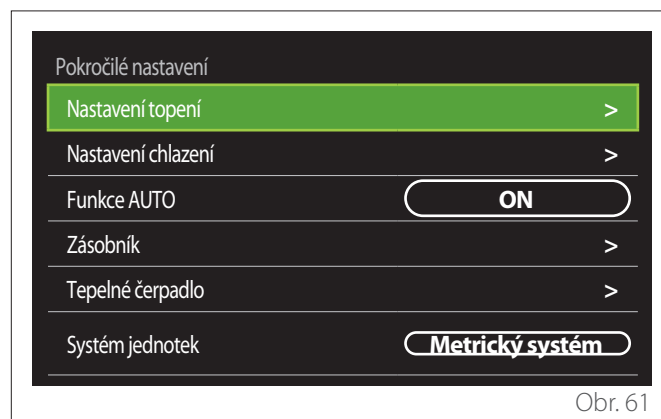 Pokročilé nastavení
Nastavení topení >
Nastavení chlazení >
Funkce AUTO ON
Zásobník >
Tepelné čerpadlo >
Systém jednotek Metrický systém
Obr. 61